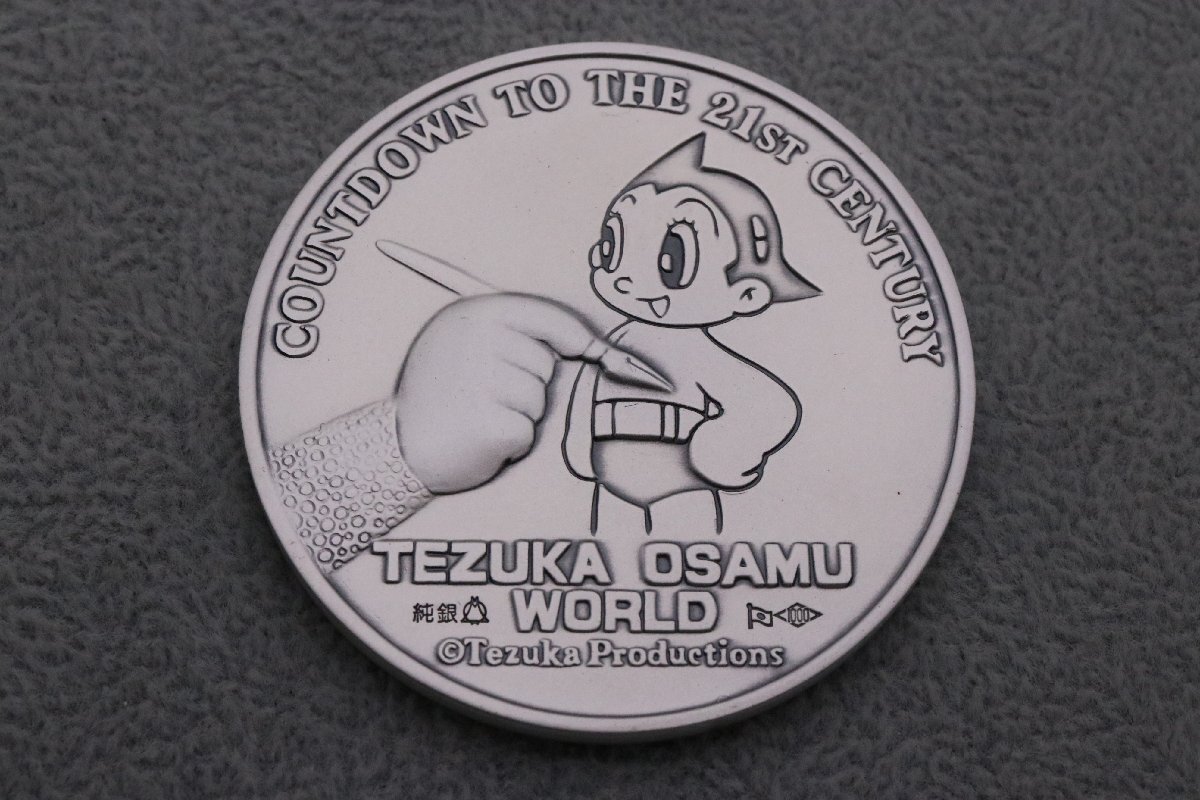 COUNTDOWN TO THE 21ST CENTURY
TEZUKA OSAMU
WORLD
純銀
1000
©Tezuka Productions